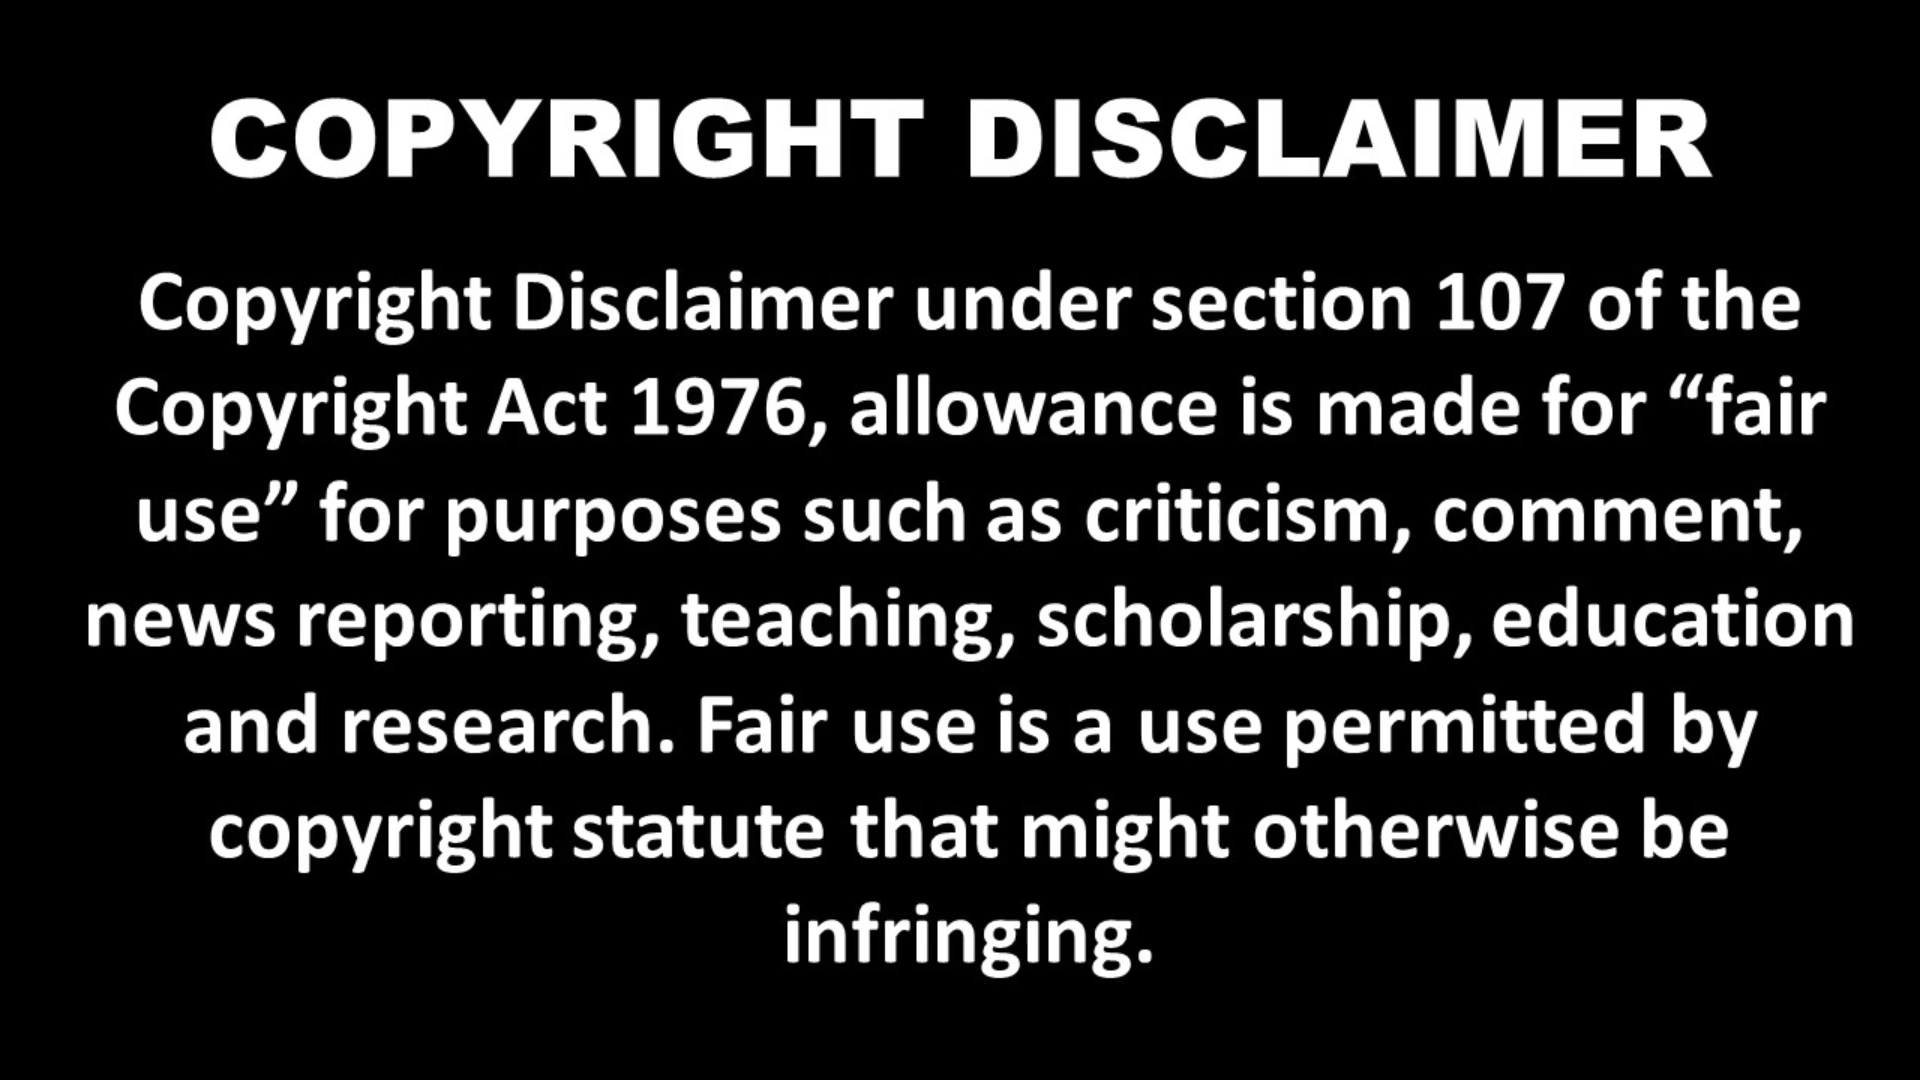 COPYRIGHT DISCLAIMER
Copyright Disclaimer under section 107 of the
Copyright Act 1976, allowance is made for “fair
use” for purposes such as criticism, comment,
news reporting, teaching, scholarship, education
and research. Fair use is a use permitted by
copyright statute that might otherwise be
infringing.